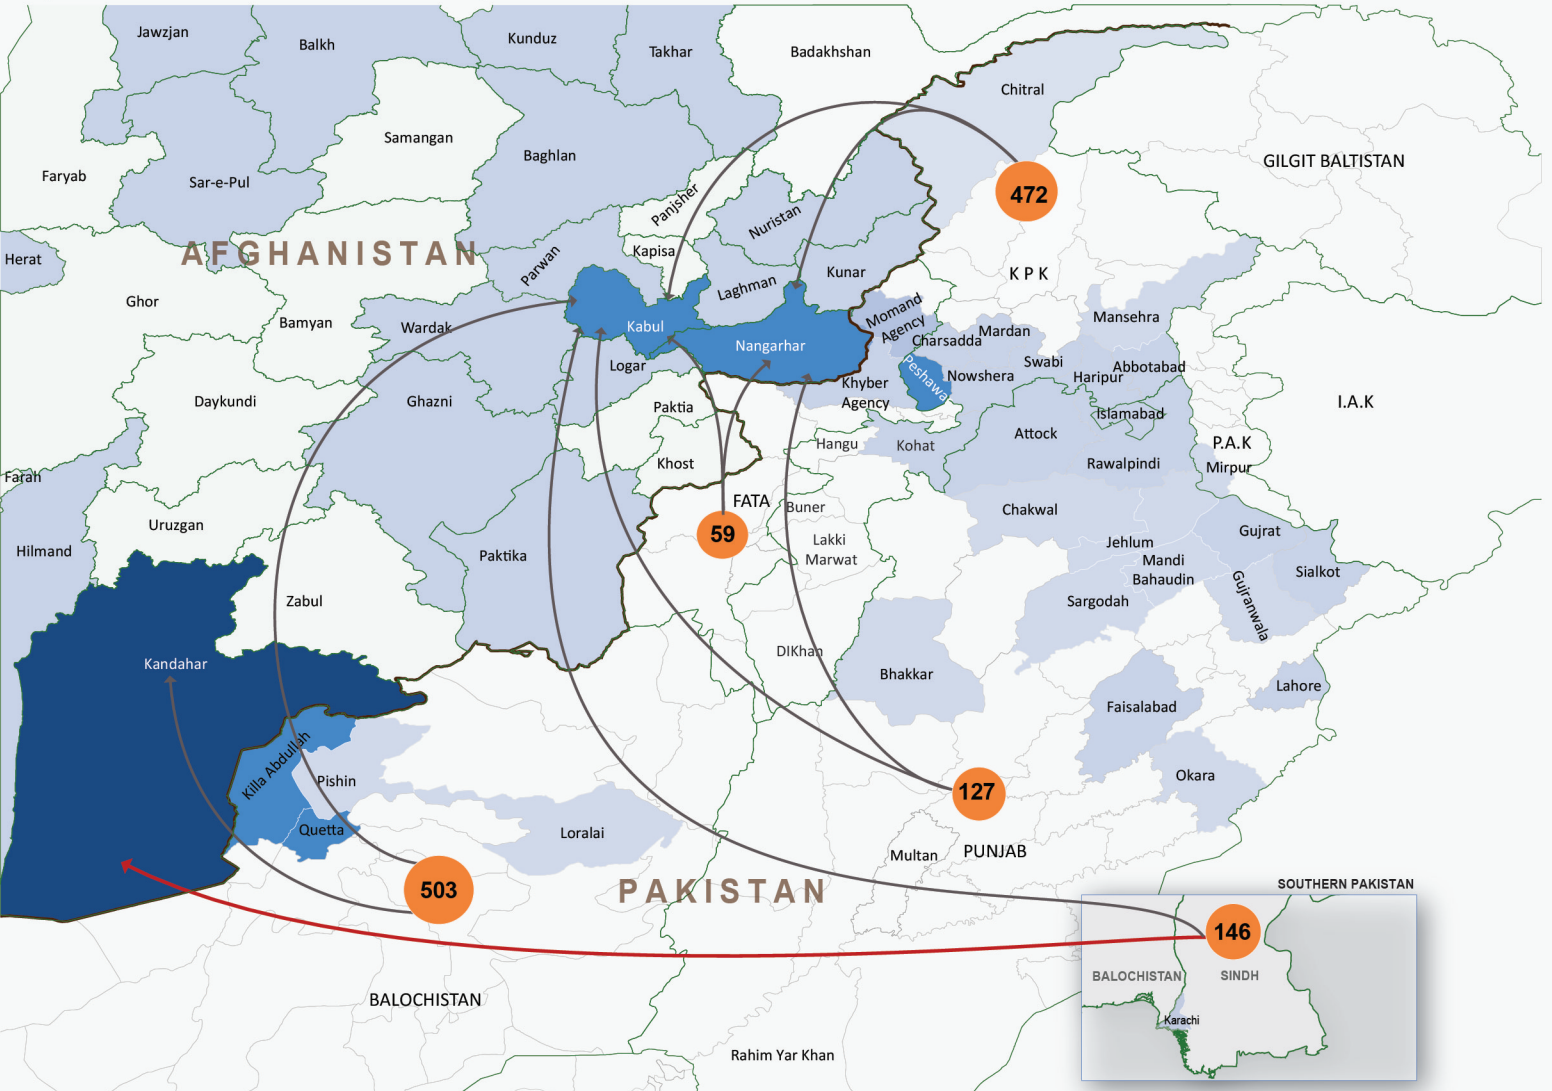 Jawzjan
Balkh
Kunduz
Takhar
Badakhshan
Chitral
Samangan
Baghlan
GILGIT BALTISTAN
Faryab
Sar-e-Pul
Panjsher
472
Nuristan
AFGHANISTAN
Herat
Parwan
Kapisa
Kunar
KPK
Laghman
Ghor
Bamyan
Wardak
Kabul
Nangarhar
Momand
Agency
Charsadda
Mardan
Mansehra
Logar
Khyber
Agency
Peshawa
Nowshera
Swabi
Haripur
Abbotabad
Daykundi
Ghazni
Paktia
Islamabad
I.A.K
Hangu
Kohat
Attock
P.A.K
Mirpur
Farah
Khost
Rawalpindi
FATA
Buner
Chakwal
Uruzgan
59
Lakki
Marwat
Jehlum
Gujrat
Hilmand
Paktika
Mandi
Bahaudin
Sialkot
Zabul
Sargodah
Gujranwala
Kandahar
DIKhan
Bhakkar
Lahore
Faisalabad
Killa Abdullah
Pishin
127
Okara
Quetta
Loralai
Multan
PUNJAB
503
PAKISTAN
SOUTHERN PAKISTAN
146
BALOCHISTAN
SINDH
BALOCHISTAN
Karachi
Rahim Yar Khan